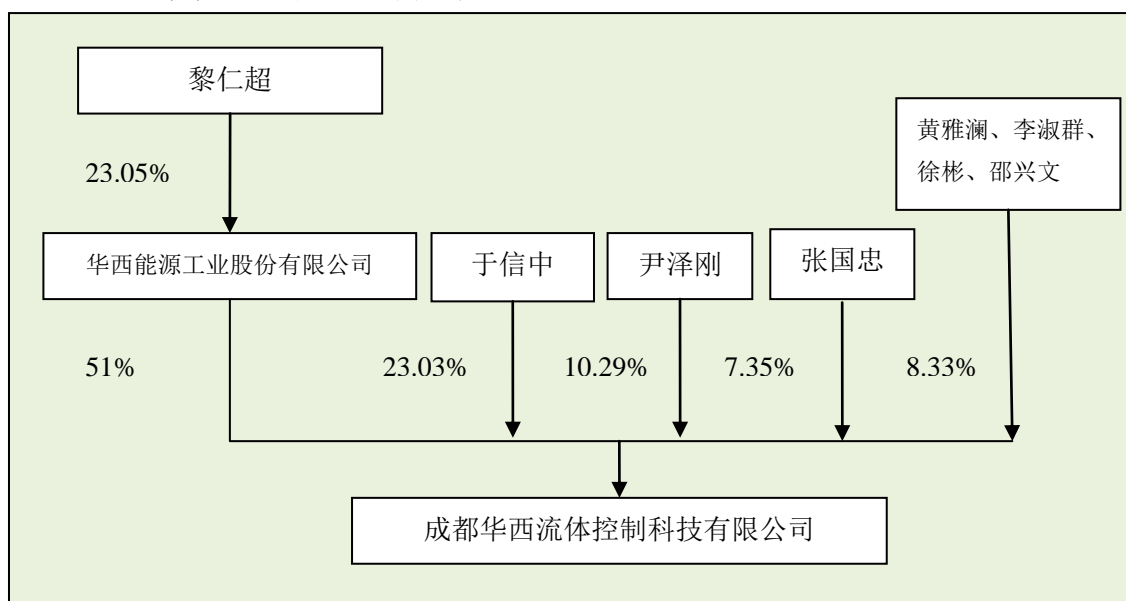 黎仁超
黄雅澜、李淑群、
徐彬、邵兴文
23.05%
华西能源工业股份有限公司
于信中
尹泽刚
张国忠
51%
23.03%
10.29%
7.35%
8.33%
成都华西流体控制科技有限公司